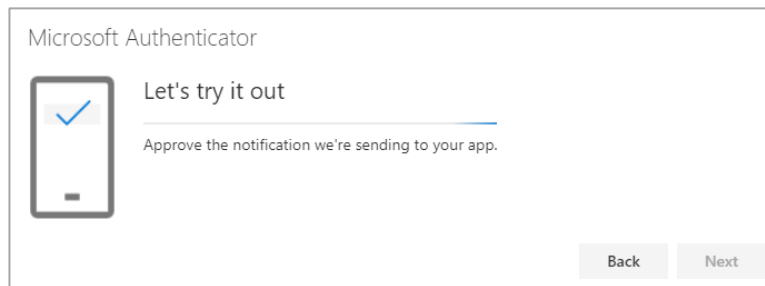 Microsoft Authenticator
Let's try it out
Approve the notification we're sending to your app.
Back Next